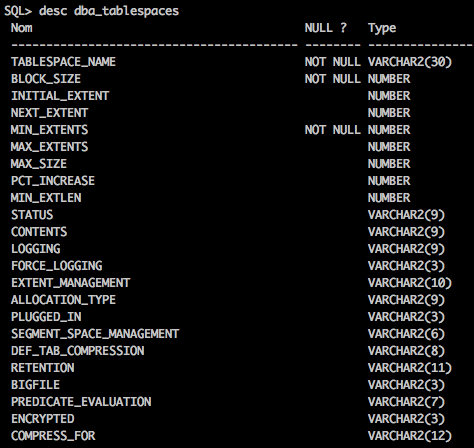 SQL> desc dba_tablespaces
 Nom                                       NULL ?   Type
 ----------------------------------------- -------- ---------------
 TABLESPACE_NAME                           NOT NULL VARCHAR2(30)
 BLOCK_SIZE                                NOT NULL NUMBER
 INITIAL_EXTENT                                     NUMBER
 NEXT_EXTENT                                        NUMBER
 MIN_EXTENTS                               NOT NULL NUMBER
 MAX_EXTENTS                                        NUMBER
 MAX_SIZE                                           NUMBER
 PCT_INCREASE                                       NUMBER
 MIN_EXTLEN                                         NUMBER
 STATUS                                             VARCHAR2(9)
 CONTENTS                                           VARCHAR2(9)
 LOGGING                                            VARCHAR2(9)
 FORCE_LOGGING                                      VARCHAR2(3)
 EXTENT_MANAGEMENT                                  VARCHAR2(10)
 ALLOCATION_TYPE                                    VARCHAR2(9)
 PLUGGED_IN                                         VARCHAR2(3)
 SEGMENT_SPACE_MANAGEMENT                           VARCHAR2(6)
 DEF_TAB_COMPRESSION                                VARCHAR2(8)
 RETENTION                                          VARCHAR2(11)
 BIGFILE                                            VARCHAR2(3)
 PREDICATE_EVALUATION                               VARCHAR2(7)
 ENCRYPTED                                          VARCHAR2(3)
 COMPRESS_FOR                                       VARCHAR2(12)